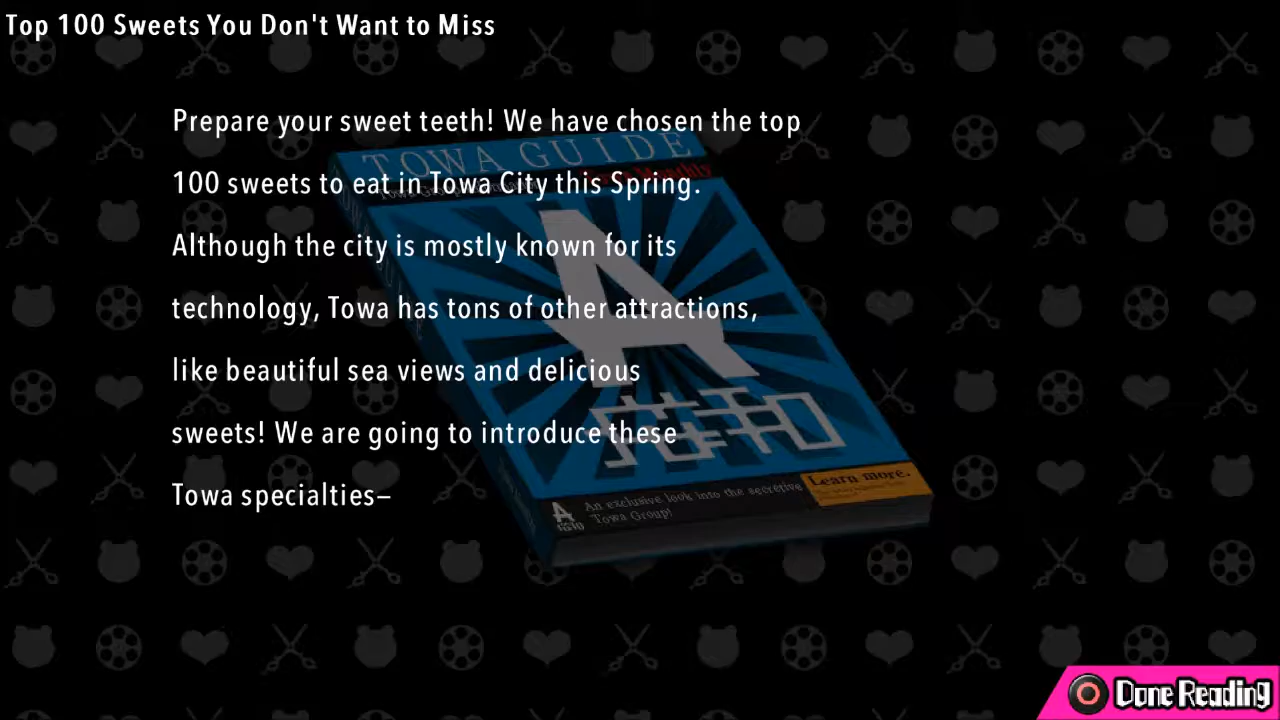 Top 100 Sweets You Don't Want to Miss
Prepare your sweet teeth! We have chosen the top
100 sweets to eat in Towa City this Spring.
Although the city is mostly known for its
technology, Towa has tons of other attractions,
like beautiful sea views and delicious
sweets! We are going to introduce these
Towa specialties—
TOWA GUIDE
Monthly
A
塔和
Learn more.
An exclusive look into the secretive
Towa Group!
Done Reading